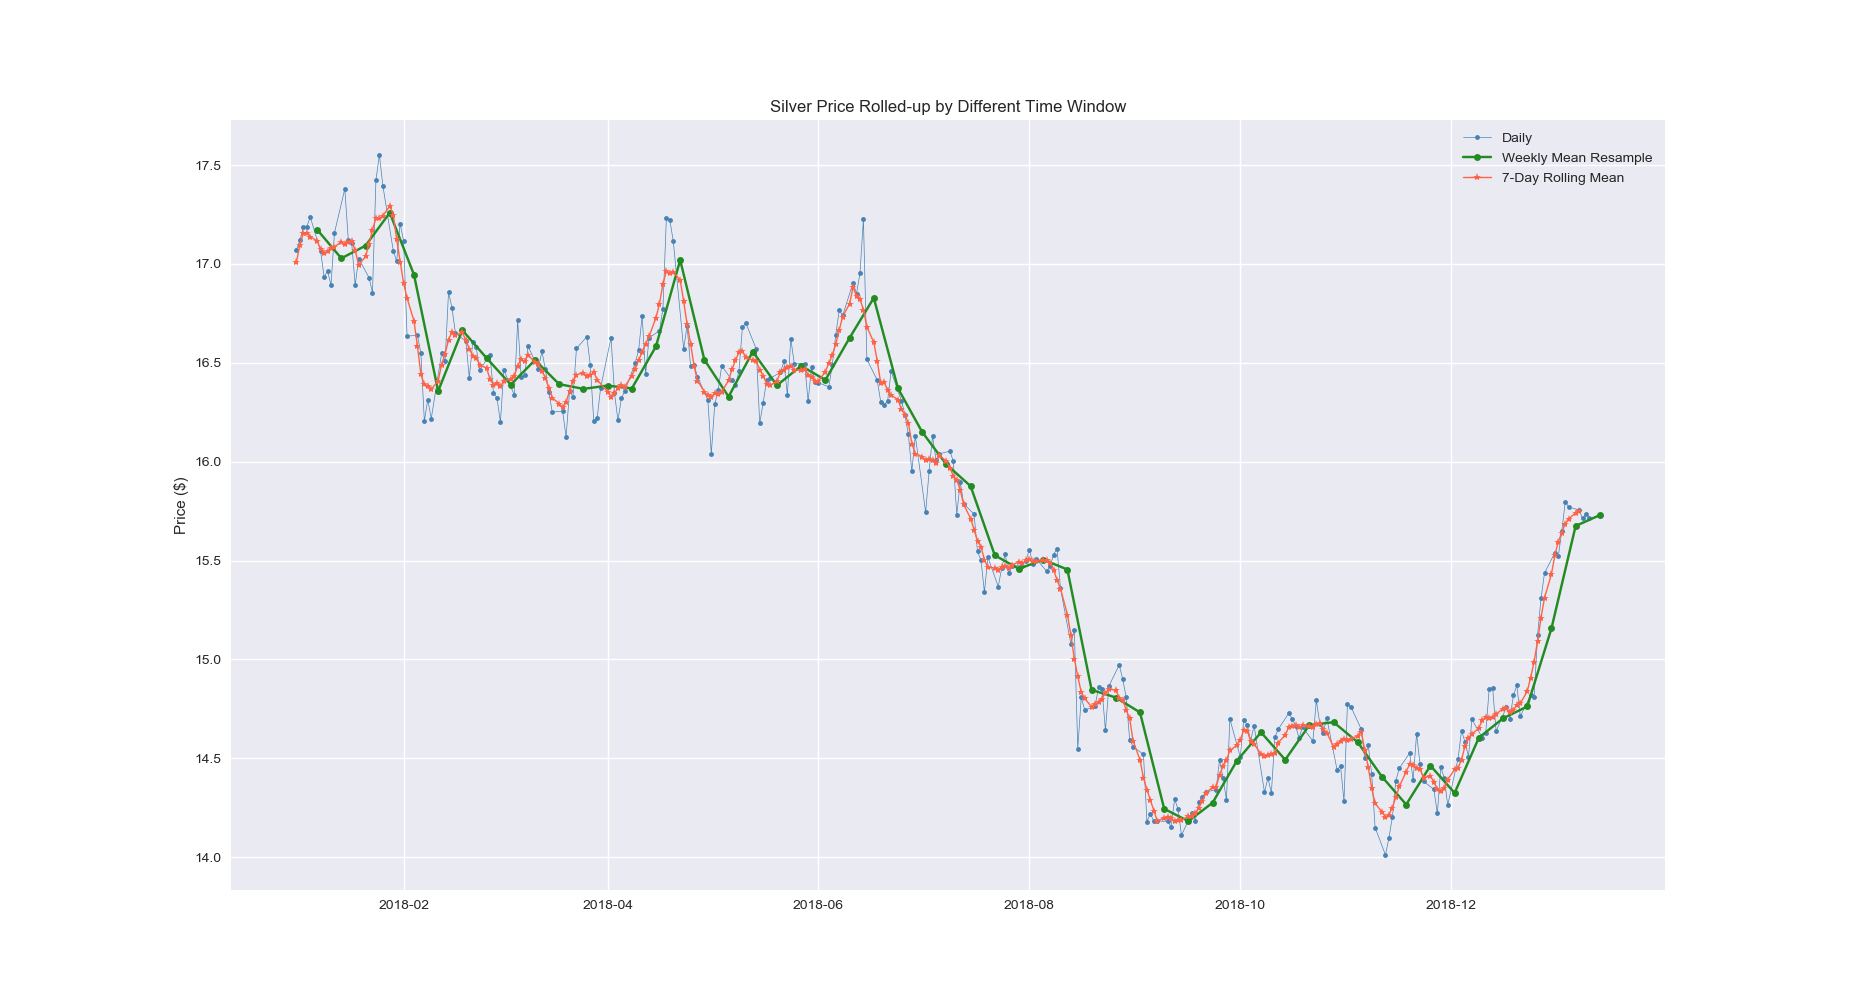 Silver Price Rolled-up by Different Time Window
Daily
Weekly Mean Resample
7-Day Rolling Mean
Price ($)
17.5
17.0
16.5
16.0
15.5
15.0
14.5
14.0
2018-02
2018-04
2018-06
2018-08
2018-10
2018-12